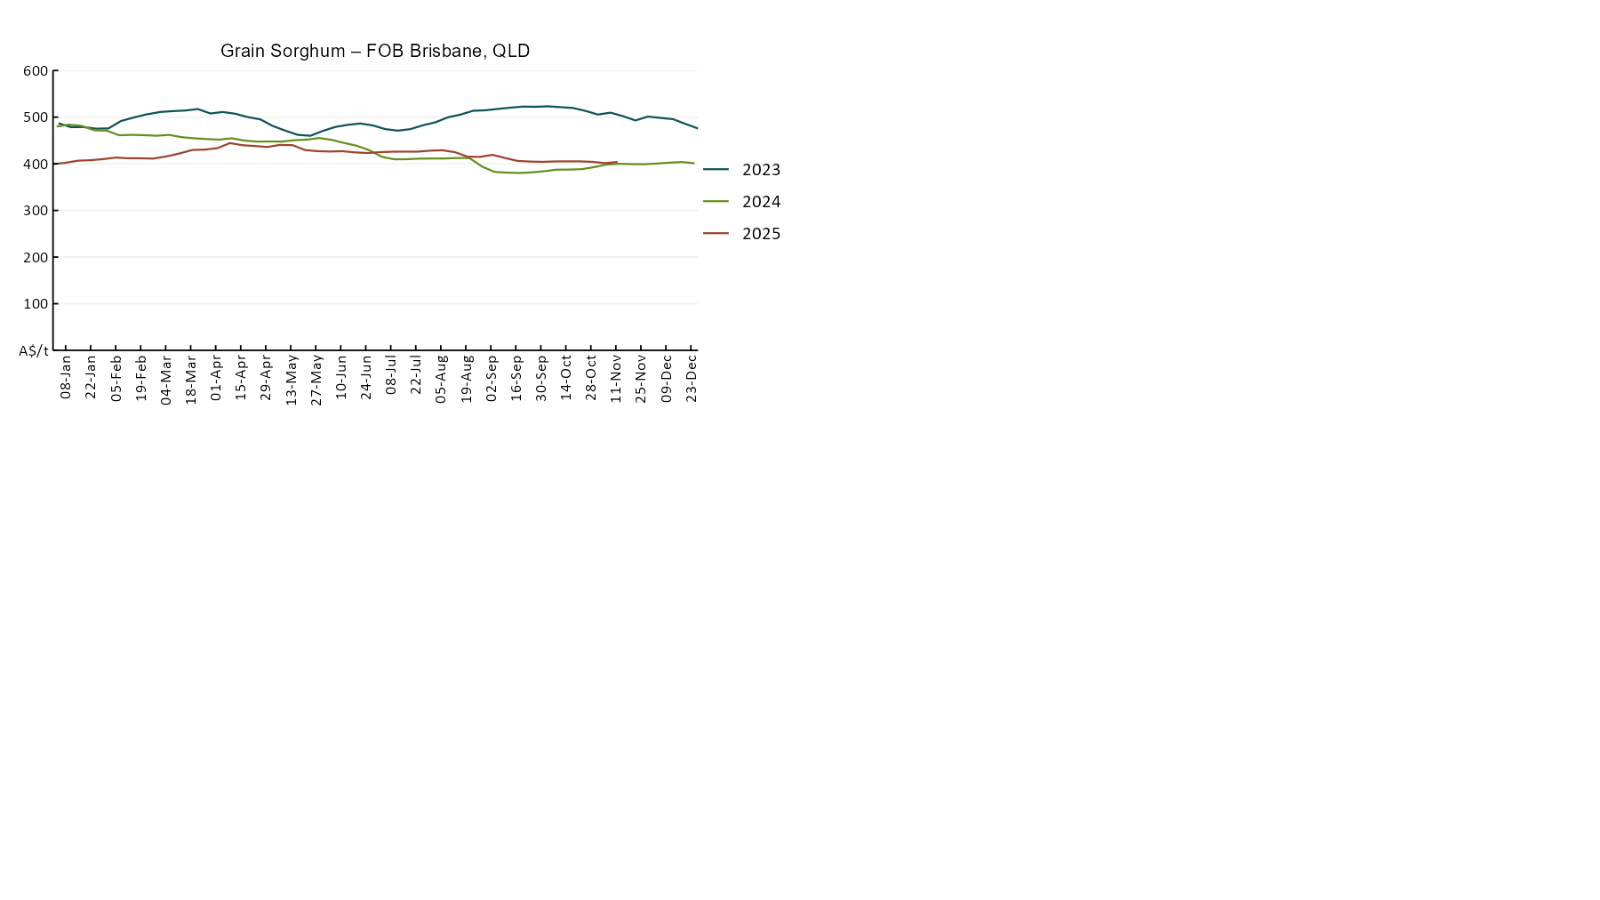 Grain Sorghum – FOB Brisbane, QLD
600
500
400
300
200
100
A$/t
08-Jan
22-Jan
05-Feb
19-Feb
04-Mar
18-Mar
01-Apr
15-Apr
29-Apr
13-May
27-May
10-Jun
24-Jun
08-Jul
22-Jul
05-Aug
19-Aug
02-Sep
16-Sep
30-Sep
14-Oct
28-Oct
11-Nov
25-Nov
09-Dec
23-Dec
2023
2024
2025